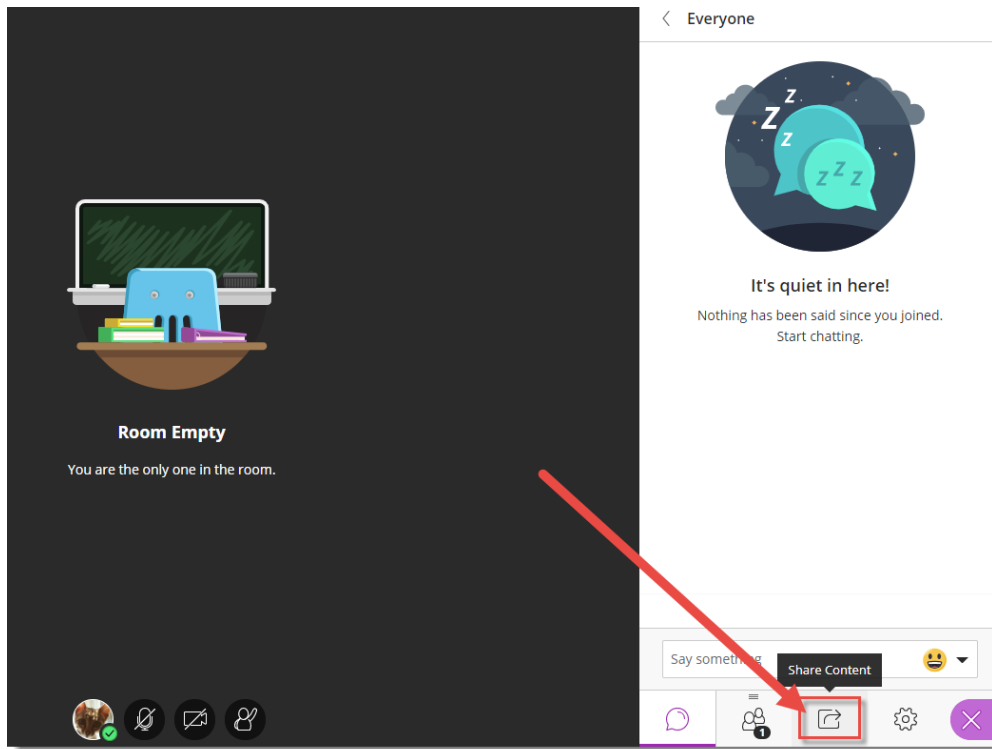 Everyone
z
Z
z
z z z
It's quiet in here!
Nothing has been said since you joined.
Start chatting.
Room Empty
You are the only one in the room.
Say something
Share Content
1